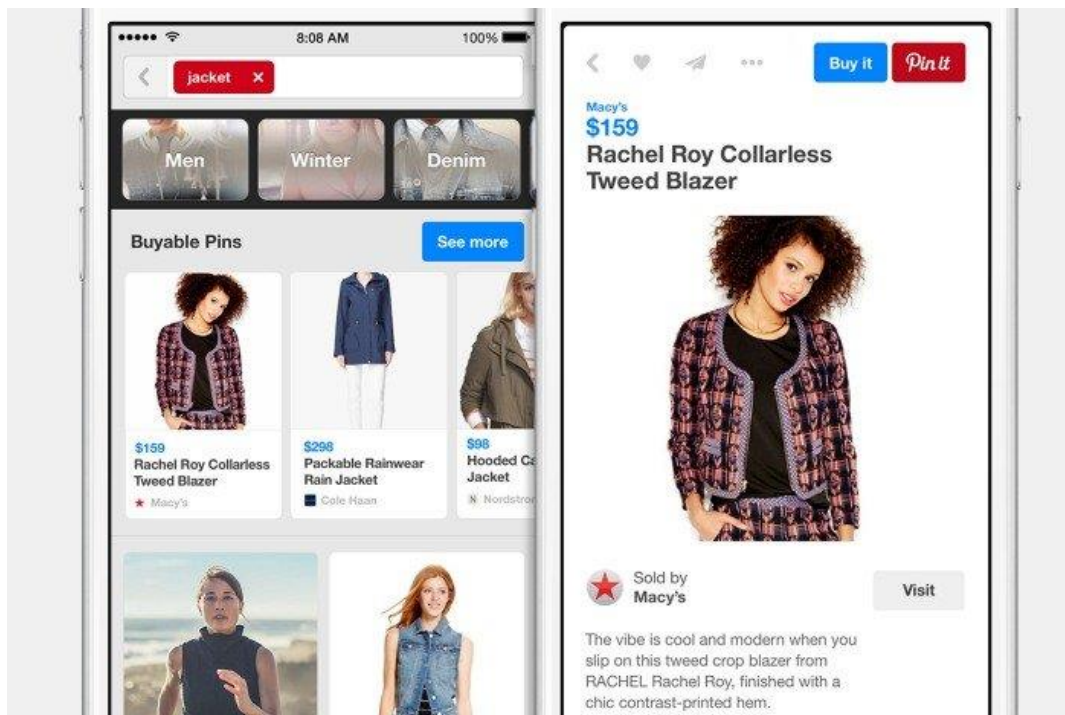 8:08 AM
100%
jacket ×
Men
Winter
Denim
Buyable Pins
See more
$159
Rachel Roy Collarless
Tweed Blazer
Macy's
$298
Packable Rainwear
Rain Jacket
Cole Haan
$98
Hooded
Jacket
N
Buy it
Pin it
Macy's
$159
Rachel Roy Collarless
Tweed Blazer
Sold by
Macy's
Visit
The vibe is cool and modern when you
slip on this tweed crop blazer from
RACHEL Rachel Roy, finished with a
chic contrast-printed hem.